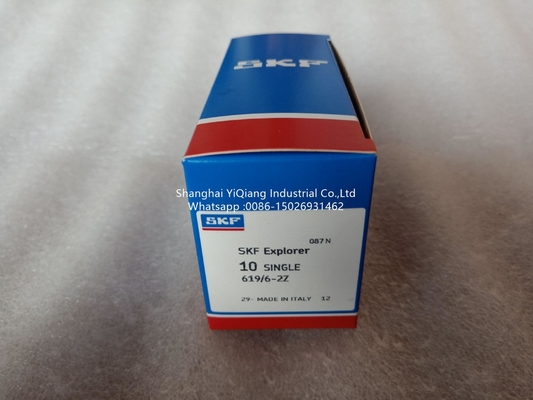 SKF
Shanghai YiQiang Industrial Co.,Ltd
Whatsapp :0086-15026931462
SKF
087N
SKF Explorer
10 SINGLE
619/6-2Z
29- MADE IN ITALY 12